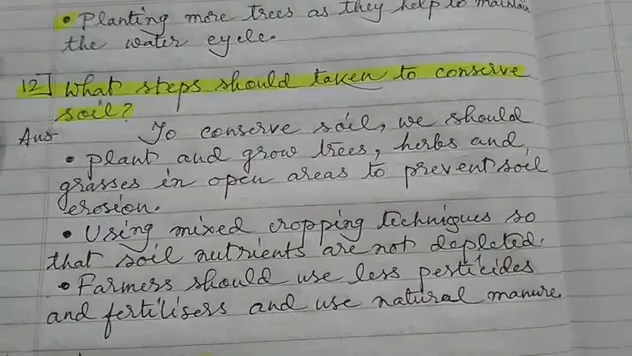 • Planting more trees as they help to maintain
the water cycle.
12] What steps should taken to conserve
soil?
Ans To conserve soil, we should
• plant and grow trees, herbs and
grasses in open areas to prevent soil
erosion.
• Using mixed cropping techniques so
that soil nutrients are not depleted.
• Farmers should use less pesticides
and fertilisers and use natural manure.